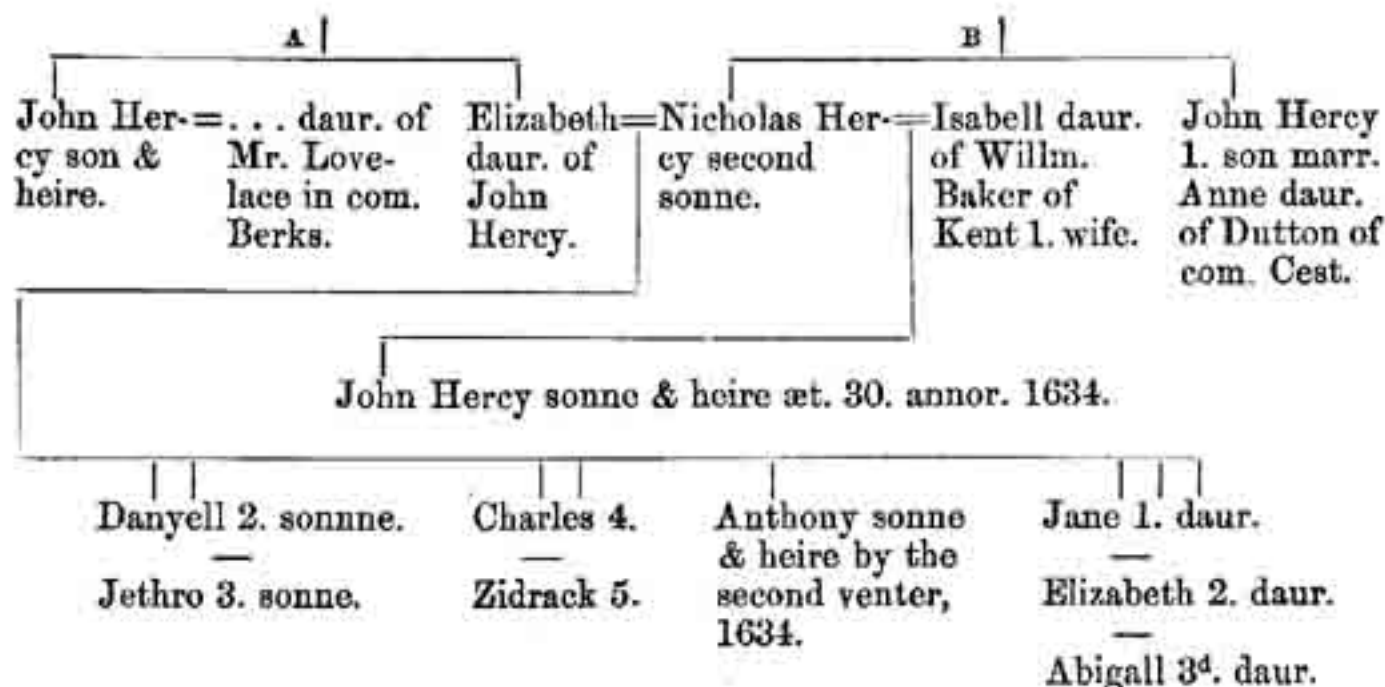 A
B
John Her-
cy son &
heire.
= . . . daur. of
Mr. Love-
lace in com.
Berks.
Elizabeth
daur. of
John
Hercy.
=Nicholas Her-
cy second
sonne.
=Isabell daur.
of Willm.
Baker of
Kent 1. wife.
John Hercy
1. son marr.
Anne daur.
of Dutton of
com. Cest.
John Hercy sonne & heire æt. 30. annor. 1634.
Danyell 2. sonnne.
—
Jethro 3. sonne.
Charles 4.
—
Zidrack 5.
Anthony sonne
& heire by the
second venter,
1634.
Jane 1. daur.
—
Elizabeth 2. daur.
—
Abigall 3d. daur.